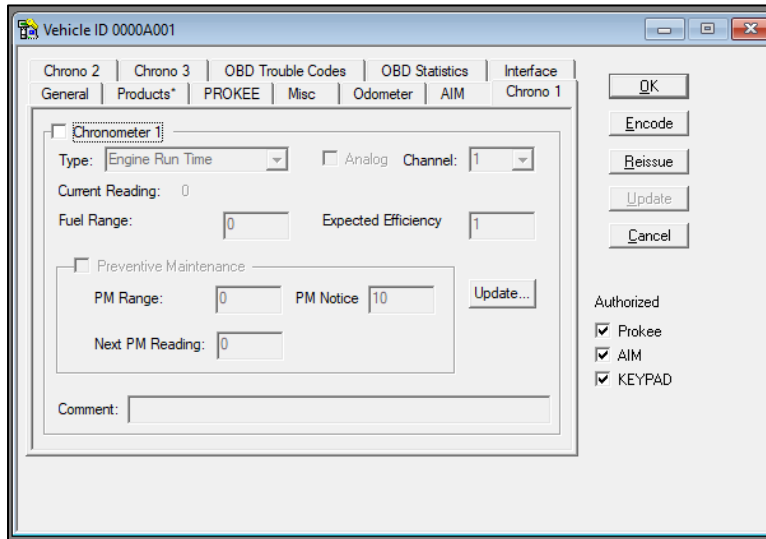 Vehicle ID 0000A001
Chrono 2 Chrono 3 OBD Trouble Codes OBD Statistics Interface
General Products* PROKEE Misc Odometer AIM Chrono 1
Chronometer 1
Type: Engine Run Time Analog Channel: 1
Current Reading: 0
Fuel Range: 0 Expected Efficiency 1
Preventive Maintenance
PM Range: 0 PM Notice 10 Update...
Next PM Reading: 0
Comment:
OK
Encode
Reissue
Update
Cancel
Authorized
Prokee
AIM
KEYPAD